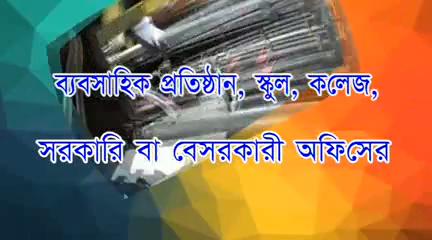 ব্যবসাহিক প্রতিষ্ঠান, স্কুল, কলেজ,
সরকারি বা বেসরকারী অফিসের